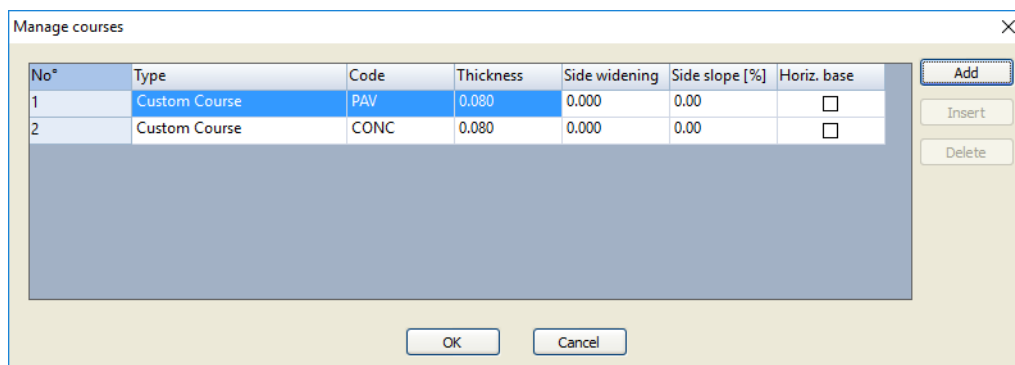 Manage courses
No° Type Code Thickness Side widening Side slope [%] Horiz. base
1 Custom Course PAV 0.080 0.000 0.00
2 Custom Course CONC 0.080 0.000 0.00
Add
Insert
Delete
OK Cancel